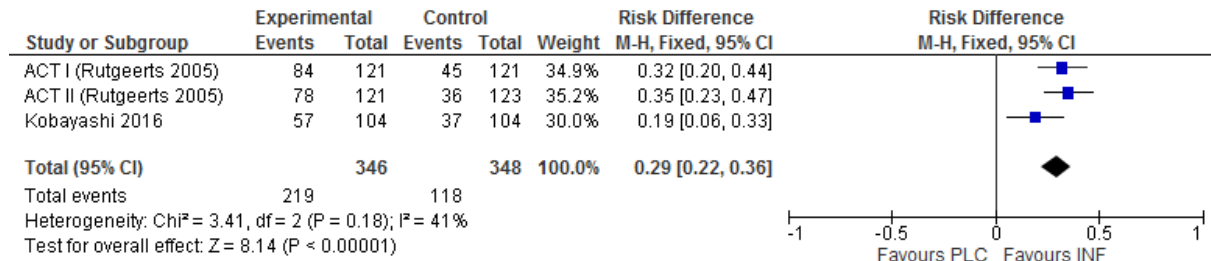 Experimental Control Risk Difference Risk Difference
Study or Subgroup Events Total Events Total Weight M-H, Fixed, 95% CI M-H, Fixed, 95% CI
ACT I (Rutgeerts 2005) 84 121 45 121 34.9% 0.32 [0.20, 0.44]
ACT II (Rutgeerts 2005) 78 121 36 123 35.2% 0.35 [0.23, 0.47]
Kobayashi 2016 57 104 37 104 30.0% 0.19 [0.06, 0.33]
Total (95% CI) 346 348 100.0% 0.29 [0.22, 0.36]
Total events 219 118
Heterogeneity: Chi² = 3.41, df = 2 (P = 0.18); I² = 41%
Test for overall effect: Z = 8.14 (P < 0.00001)
-1 -0.5 0 0.5 1
Favours PLC Favours INF